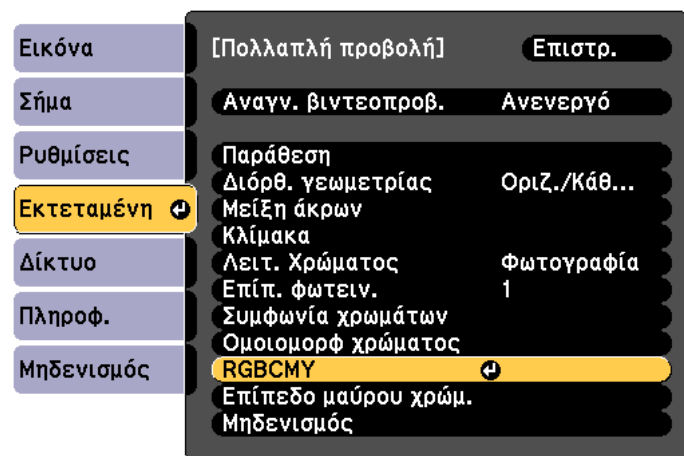 Εικόνα
Σήμα
Ρυθμίσεις
Εκτεταμένη
Δίκτυο
Πληροφ.
Μηδενισμός
[Πολλαπλή προβολή] Επιστρ.
Αναγν. βιντεοπροβ. Ανενεργό
Παράθεση
Διόρθ. γεωμετρίας Οριζ./Κάθ...
Μείξη άκρων
Κλίμακα
Λειτ. Χρώματος Φωτογραφία
Επίπ. φωτειν. 1
Συμφωνία χρωμάτων
Ομοιομορφ χρώματος
RGBCMY
Επίπεδο μαύρου χρώμ.
Μηδενισμός